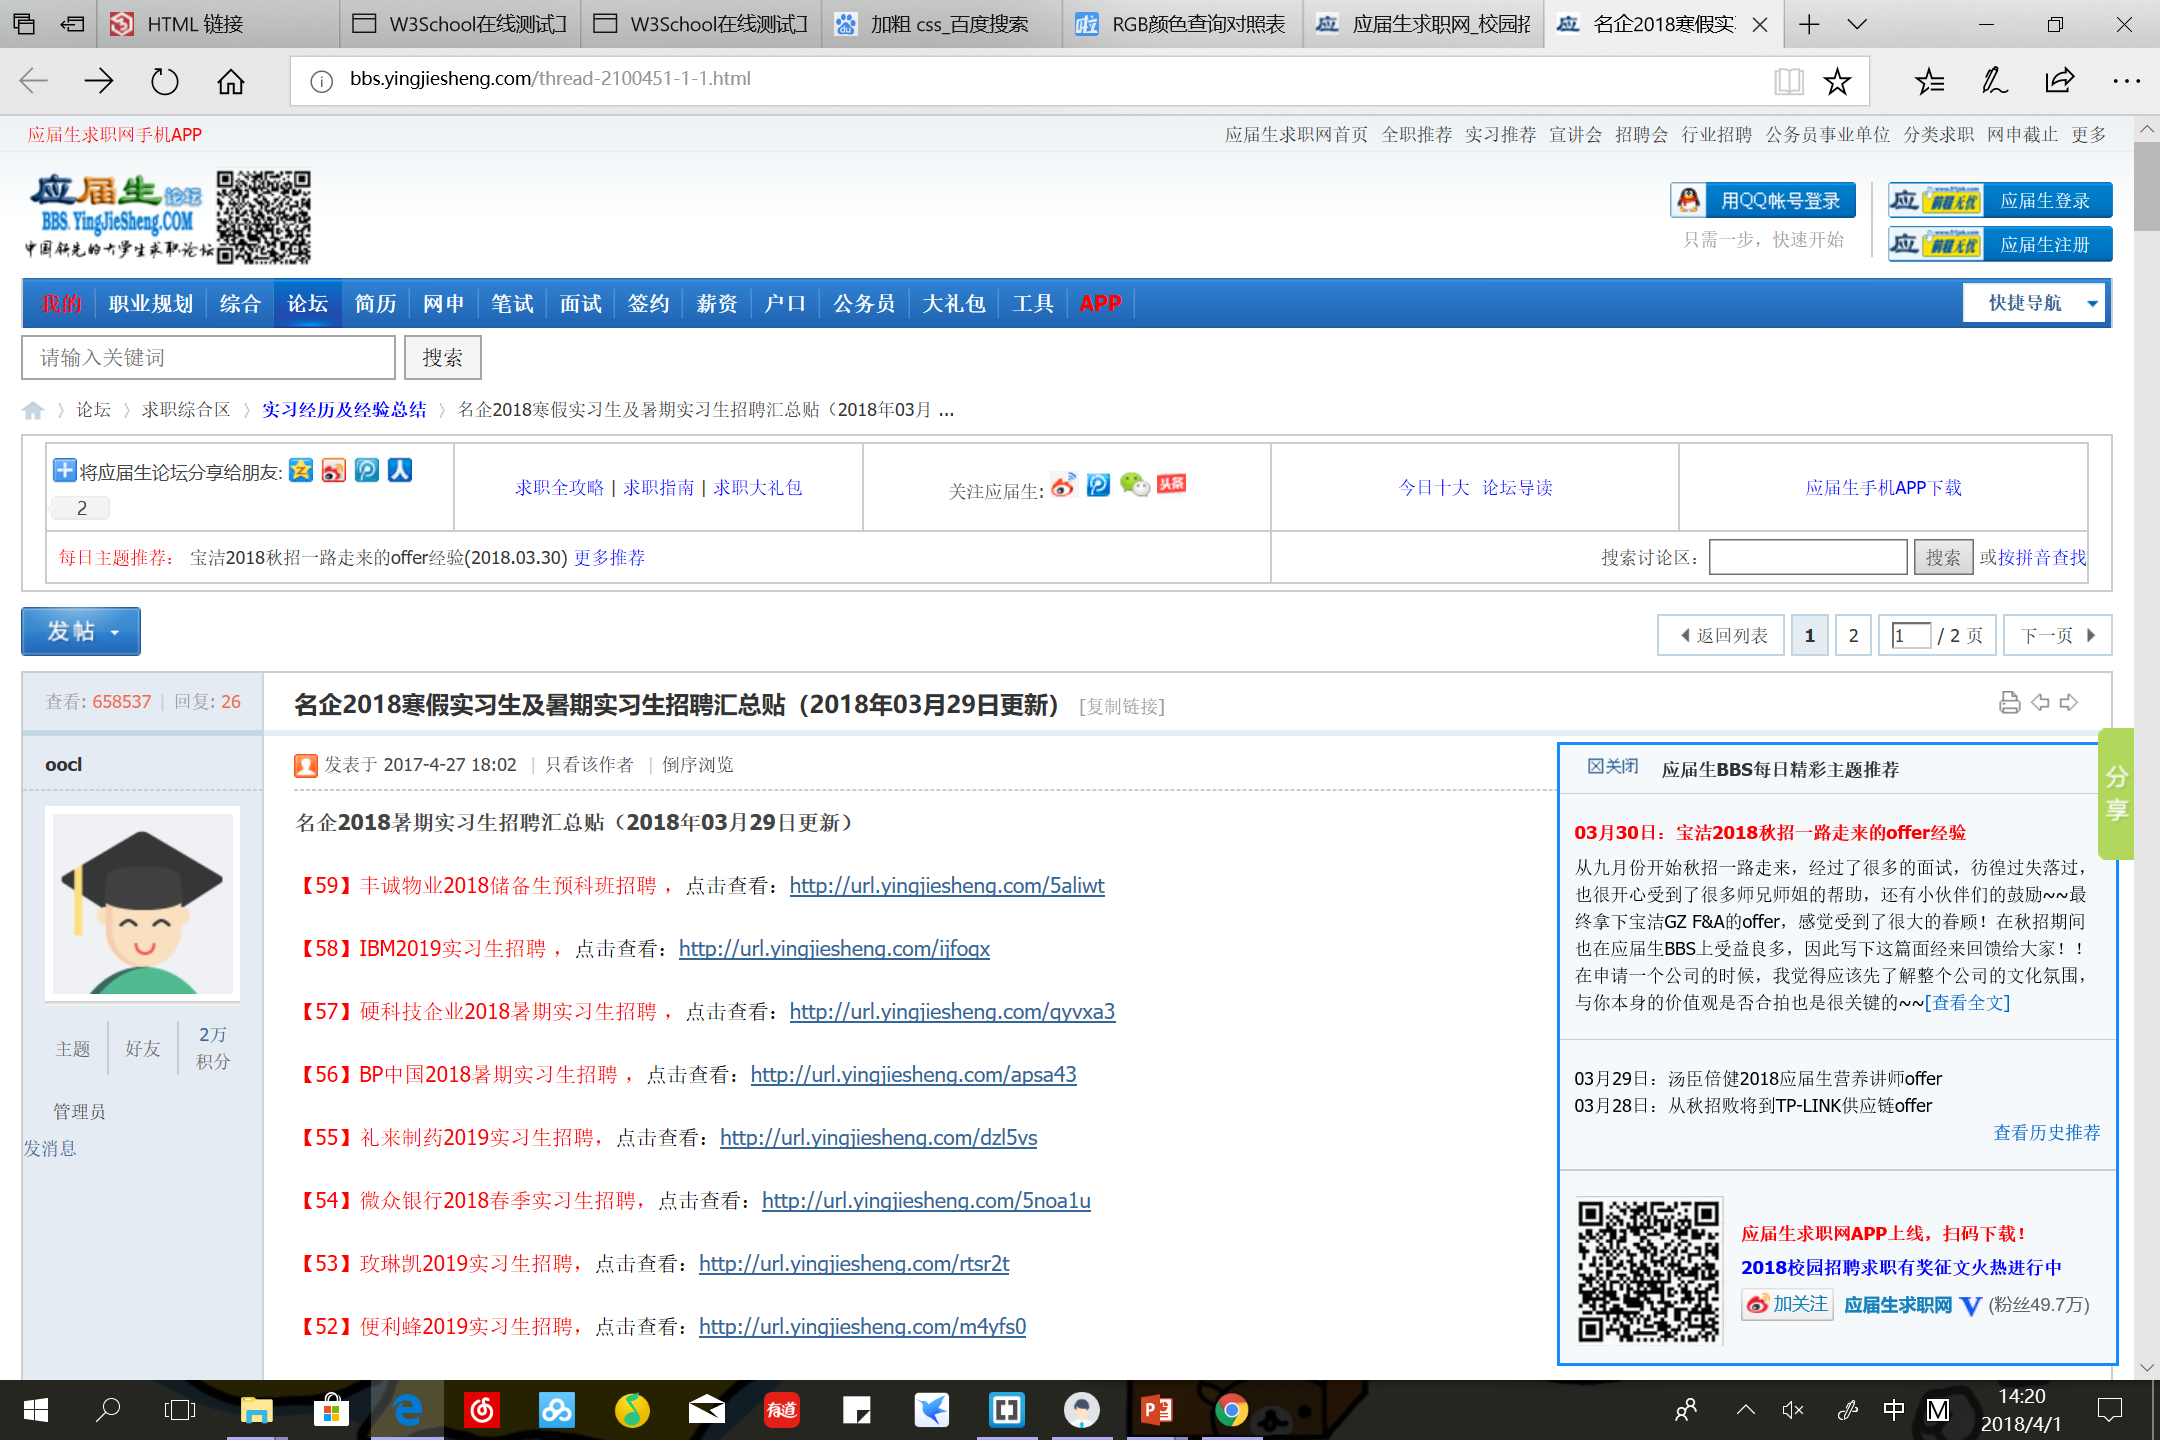 HTML 链接
W3School在线测试工
W3School在线测试工
加粗 css_百度搜索
RGB颜色查询对照表
应届生求职网_校园招
名企2018寒假实
bbs.yingjiesheng.com/thread-2100451-1-1.html
应届生求职网手机APP
应届生求职网首页 全职推荐 实习推荐 宣讲会 招聘会 行业招聘 公务员事业单位 分类求职 网申截止 更多
应届生论坛
BBS.YingJieSheng.COM
中国领先的大学生求职论坛
用QQ帐号登录
只需一步，快速开始
应 前程无忧 应届生登录
应 前程无忧 应届生注册
我的 职业规划 综合 论坛 简历 网申 笔试 面试 签约 薪资 户口 公务员 大礼包 工具 APP
快捷导航
请输入关键词
搜索
论坛 〉 求职综合区 〉 实习经历及经验总结 〉 名企2018寒假实习生及暑期实习生招聘汇总贴（2018年03月 ...
将应届生论坛分享给朋友:
2
求职全攻略 | 求职指南 | 求职大礼包
关注应届生:
头条
今日十大 论坛导读
应届生手机APP下载
每日主题推荐： 宝洁2018秋招一路走来的offer经验(2018.03.30) 更多推荐
搜索讨论区： 搜索 或按拼音查找
发帖
返回列表 1 2 1 / 2 页 下一页
查看: 658537 | 回复: 26
名企2018寒假实习生及暑期实习生招聘汇总贴（2018年03月29日更新） [复制链接]
oocl
主题
好友
2万
积分
管理员
发消息
发表于 2017-4-27 18:02 | 只看该作者 | 倒序浏览
名企2018暑期实习生招聘汇总贴（2018年03月29日更新）
【59】丰诚物业2018储备生预科班招聘 ，点击查看：http://url.yingjiesheng.com/5aliwt
【58】IBM2019实习生招聘 ，点击查看：http://url.yingjiesheng.com/ijfoqx
【57】硬科技企业2018暑期实习生招聘 ，点击查看：http://url.yingjiesheng.com/qyvxa3
【56】BP中国2018暑期实习生招聘 ，点击查看：http://url.yingjiesheng.com/apsa43
【55】礼来制药2019实习生招聘，点击查看：http://url.yingjiesheng.com/dzl5vs
【54】微众银行2018春季实习生招聘，点击查看：http://url.yingjiesheng.com/5noa1u
【53】玫琳凯2019实习生招聘，点击查看：http://url.yingjiesheng.com/rtsr2t
【52】便利蜂2019实习生招聘，点击查看：http://url.yingjiesheng.com/m4yfs0
关闭 应届生BBS每日精彩主题推荐
03月30日：宝洁2018秋招一路走来的offer经验
从九月份开始秋招一路走来，经过了很多的面试，彷徨过失落过，
也很开心受到了很多师兄师姐的帮助，还有小伙伴们的鼓励~~最
终拿下宝洁GZ F&A的offer，感觉受到了很大的眷顾！在秋招期间
也在应届生BBS上受益良多，因此写下这篇面经来回馈给大家！！
在申请一个公司的时候，我觉得应该先了解整个公司的文化氛围，
与你本身的价值观是否合拍也是很关键的~~[查看全文]
03月29日：汤臣倍健2018应届生营养讲师offer
03月28日：从秋招败将到TP-LINK供应链offer
查看历史推荐
应届生求职网APP上线，扫码下载！
2018校园招聘求职有奖征文火热进行中
加关注 应届生求职网 V (粉丝49.7万)
分享
有道
中 M
14:20
2018/4/1